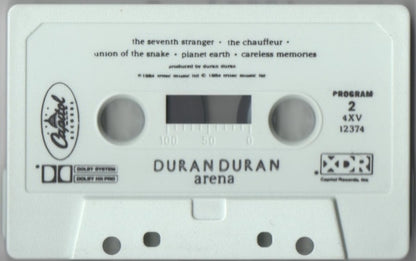 the seventh stranger · the chauffeur ·
union of the snake · planet earth · careless memories
produced by duran duran
Capitol
RECORDS
PROGRAM
2
4XV
12374
100 50 0
DOLBY SYSTEM
DOLBY HX PRO
DURAN DURAN
arena
XDR
Capitol Records, Inc.